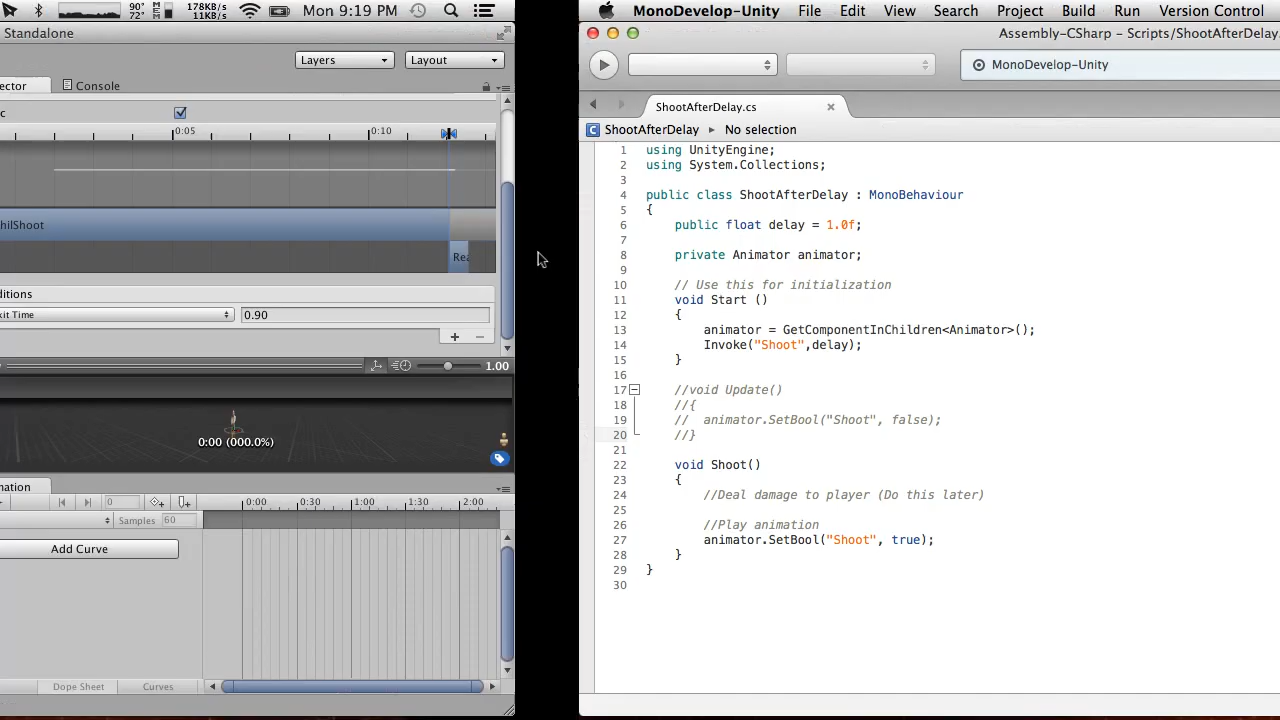 90°
72°
178KB/s
11KB/s
Mon 9:19 PM
Standalone
Layers
Layout
ector
Console
c
0:05
0:10
hilShoot
Rea
ditions
xit Time
0.90
+ −
1.00
0:00 (000.0%)
mation
0
0:00
0:30
1:00
1:30
2:00
Samples 60
Add Curve
Dope Sheet
Curves
MonoDevelop-Unity File Edit View Search Project Build Run Version Control
Assembly-CSharp – Scripts/ShootAfterDelay.
MonoDevelop-Unity
ShootAfterDelay.cs
ShootAfterDelay ▸ No selection
1 using UnityEngine;
2 using System.Collections;
3
4 public class ShootAfterDelay : MonoBehaviour
5 {
6 public float delay = 1.0f;
7
8 private Animator animator;
9
10 // Use this for initialization
11 void Start ()
12 {
13 animator = GetComponentInChildren<Animator>();
14 Invoke("Shoot",delay);
15 }
16
17 //void Update()
18 //{
19 // animator.SetBool("Shoot", false);
20 //}
21
22 void Shoot()
23 {
24 //Deal damage to player (Do this later)
25
26 //Play animation
27 animator.SetBool("Shoot", true);
28 }
29 }
30